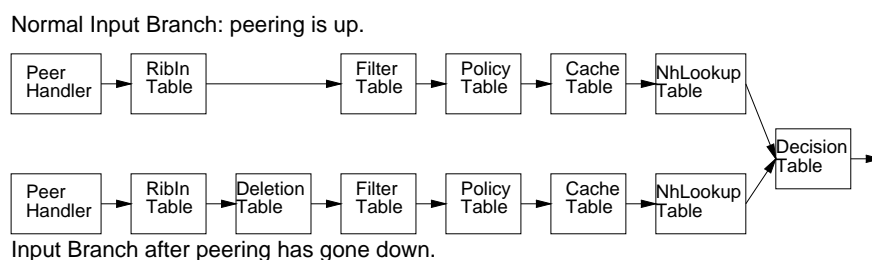 Normal Input Branch: peering is up.
Peer
Handler
RibIn
Table
Filter
Table
Policy
Table
Cache
Table
NhLookup
Table
Decision
Table
Peer
Handler
RibIn
Table
Deletion
Table
Filter
Table
Policy
Table
Cache
Table
NhLookup
Table
Input Branch after peering has gone down.